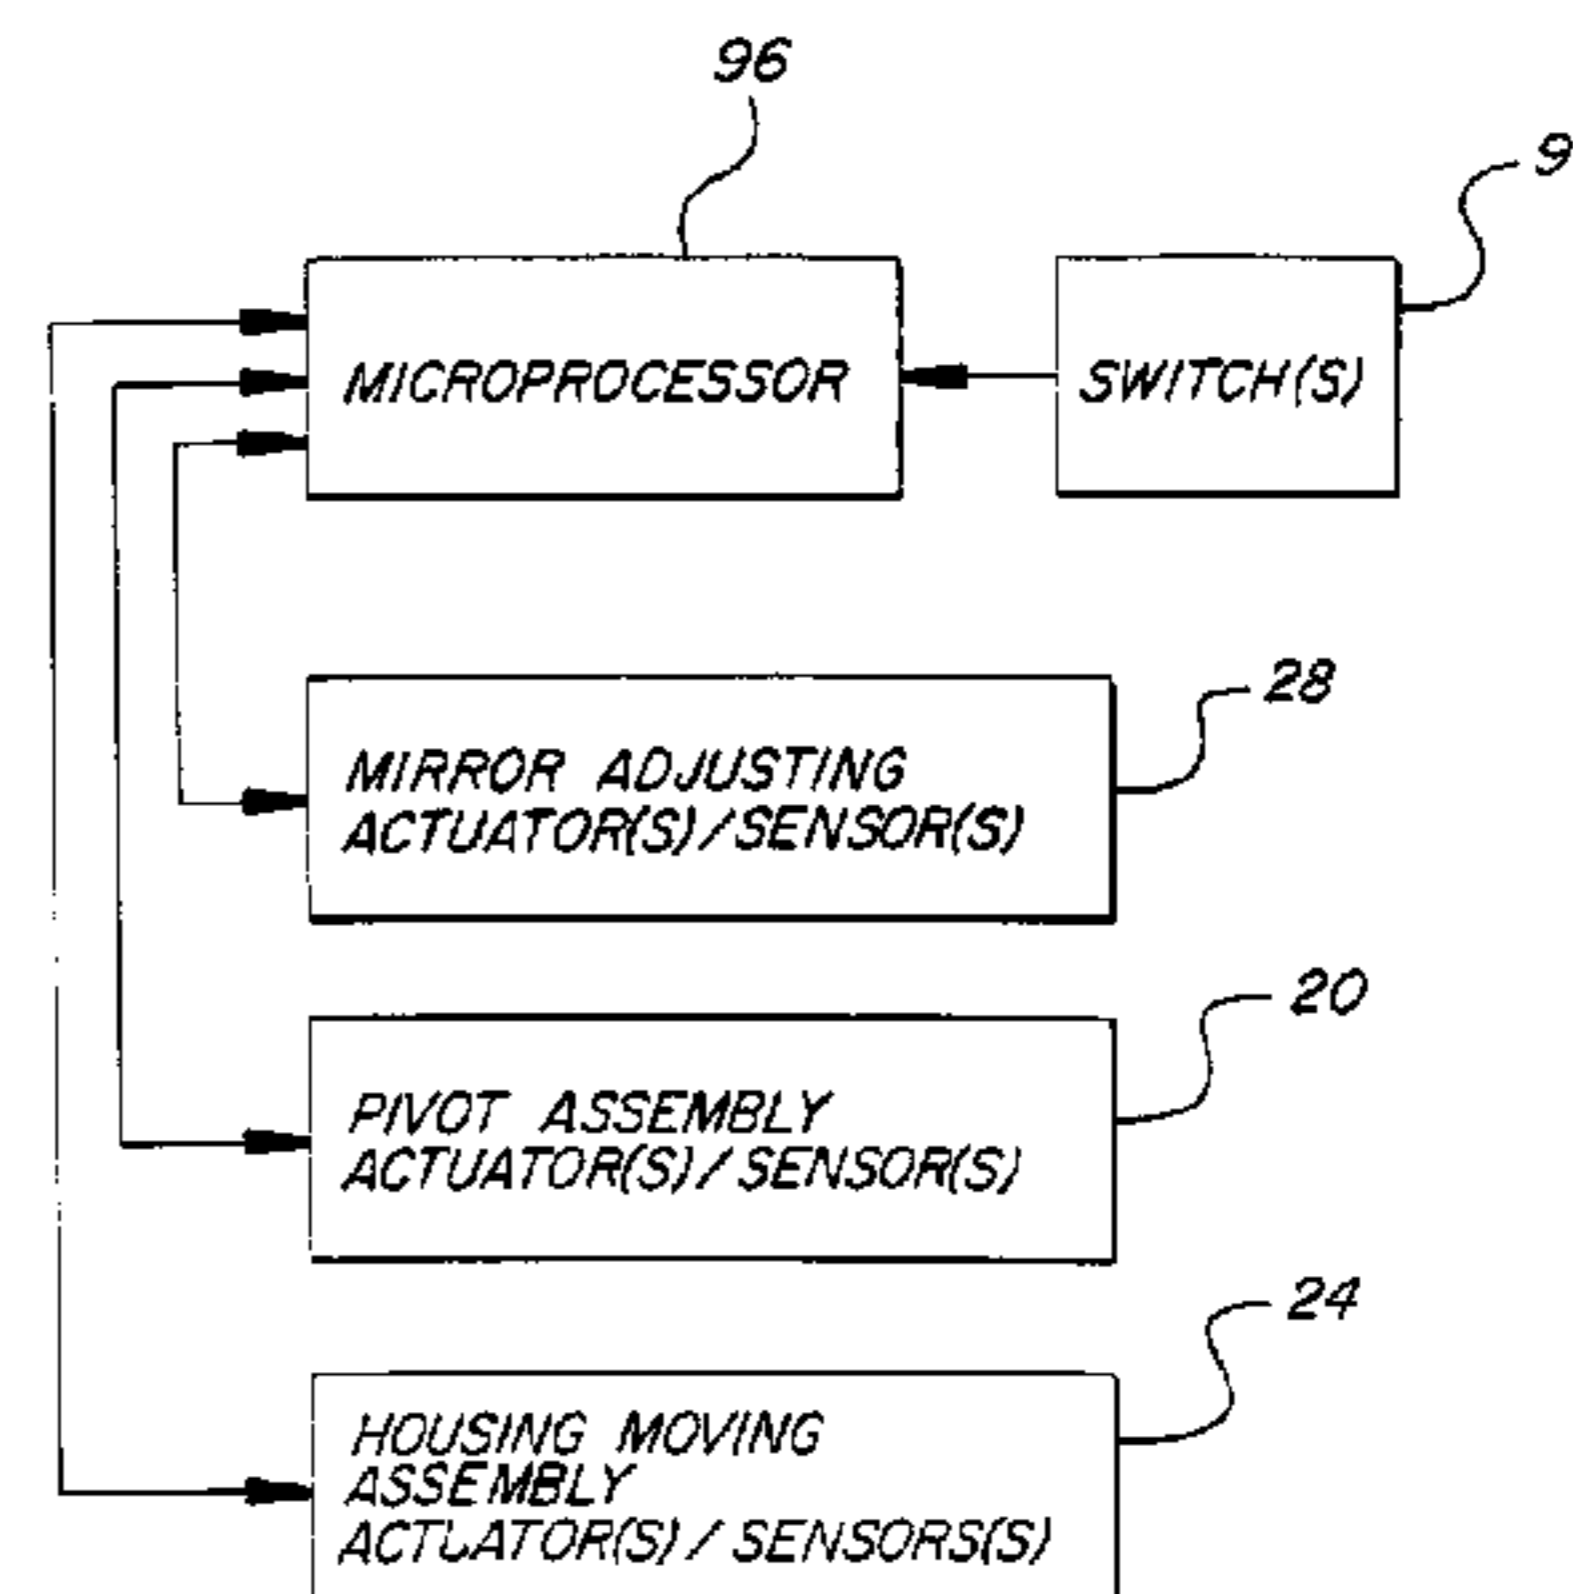 96
9
MICROPROCESSOR
SWITCH(S)
28
MIRROR ADJUSTING
ACTUATOR(S)/SENSOR(S)
20
PIVOT ASSEMBLY
ACTUATOR(S)/SENSOR(S)
24
HOUSING MOVING
ASSEMBLY
ACTUATOR(S)/SENSORS(S)